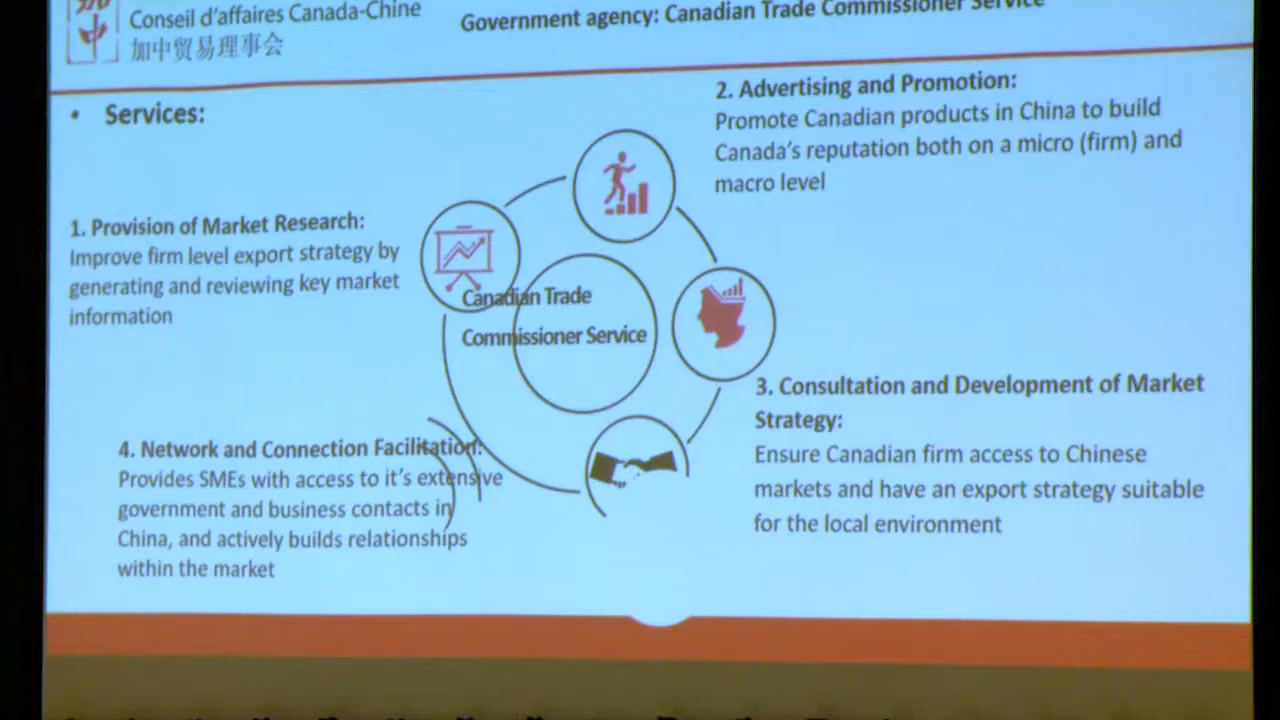 Conseil d'affaires Canada-Chine
加中贸易理事会
Government agency: Canadian Trade Commissioner Service
• Services:
1. Provision of Market Research:
Improve firm level export strategy by
generating and reviewing key market
information
2. Advertising and Promotion:
Promote Canadian products in China to build
Canada's reputation both on a micro (firm) and
macro level
Canadian Trade
Commissioner Service
3. Consultation and Development of Market
Strategy:
Ensure Canadian firm access to Chinese
markets and have an export strategy suitable
for the local environment
4. Network and Connection Facilitation:
Provides SMEs with access to it's extensive
government and business contacts in
China, and actively builds relationships
within the market